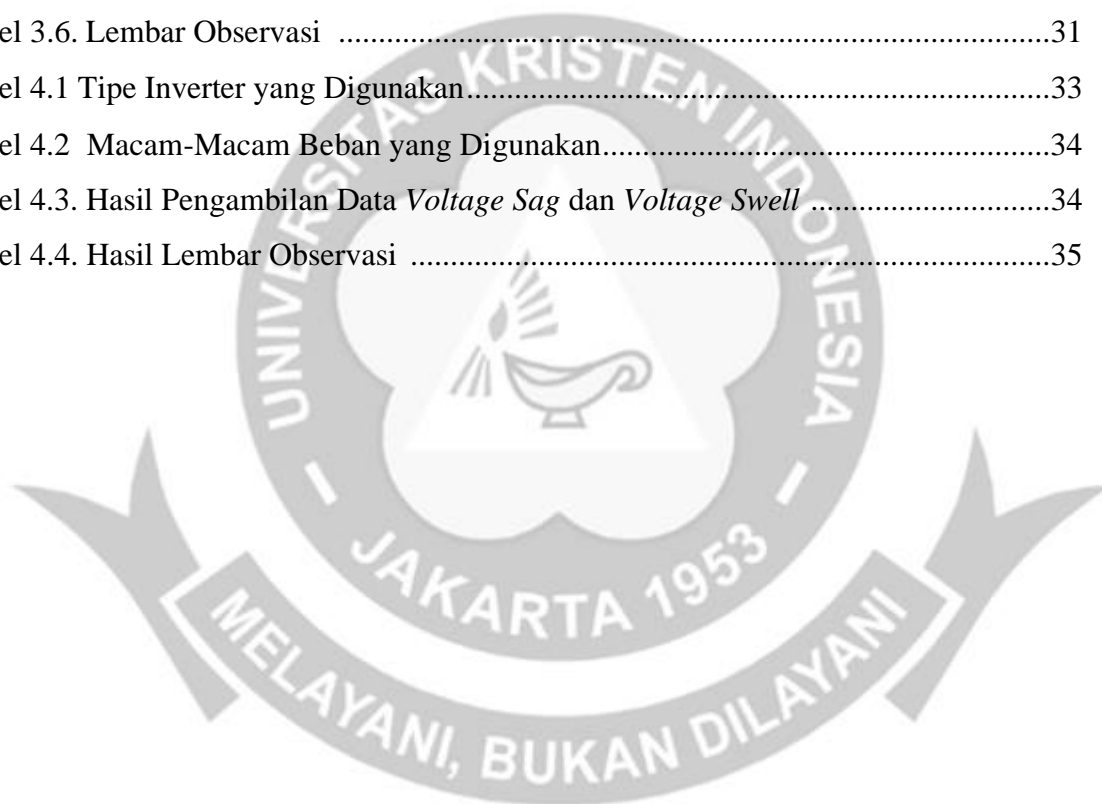 el 3.6. Lembar Observasi ............................................................................................31
el 4.1 Tipe Inverter yang Digunakan...........................................................................33
el 4.2 Macam-Macam Beban yang Digunakan..........................................................34
el 4.3. Hasil Pengambilan Data Voltage Sag dan Voltage Swell ..............................34
el 4.4. Hasil Lembar Observasi ..................................................................................35
UNIVERSITAS KRISTEN INDONESIA
- JAKARTA 1953 -
MELAYANI, BUKAN DILAYANI